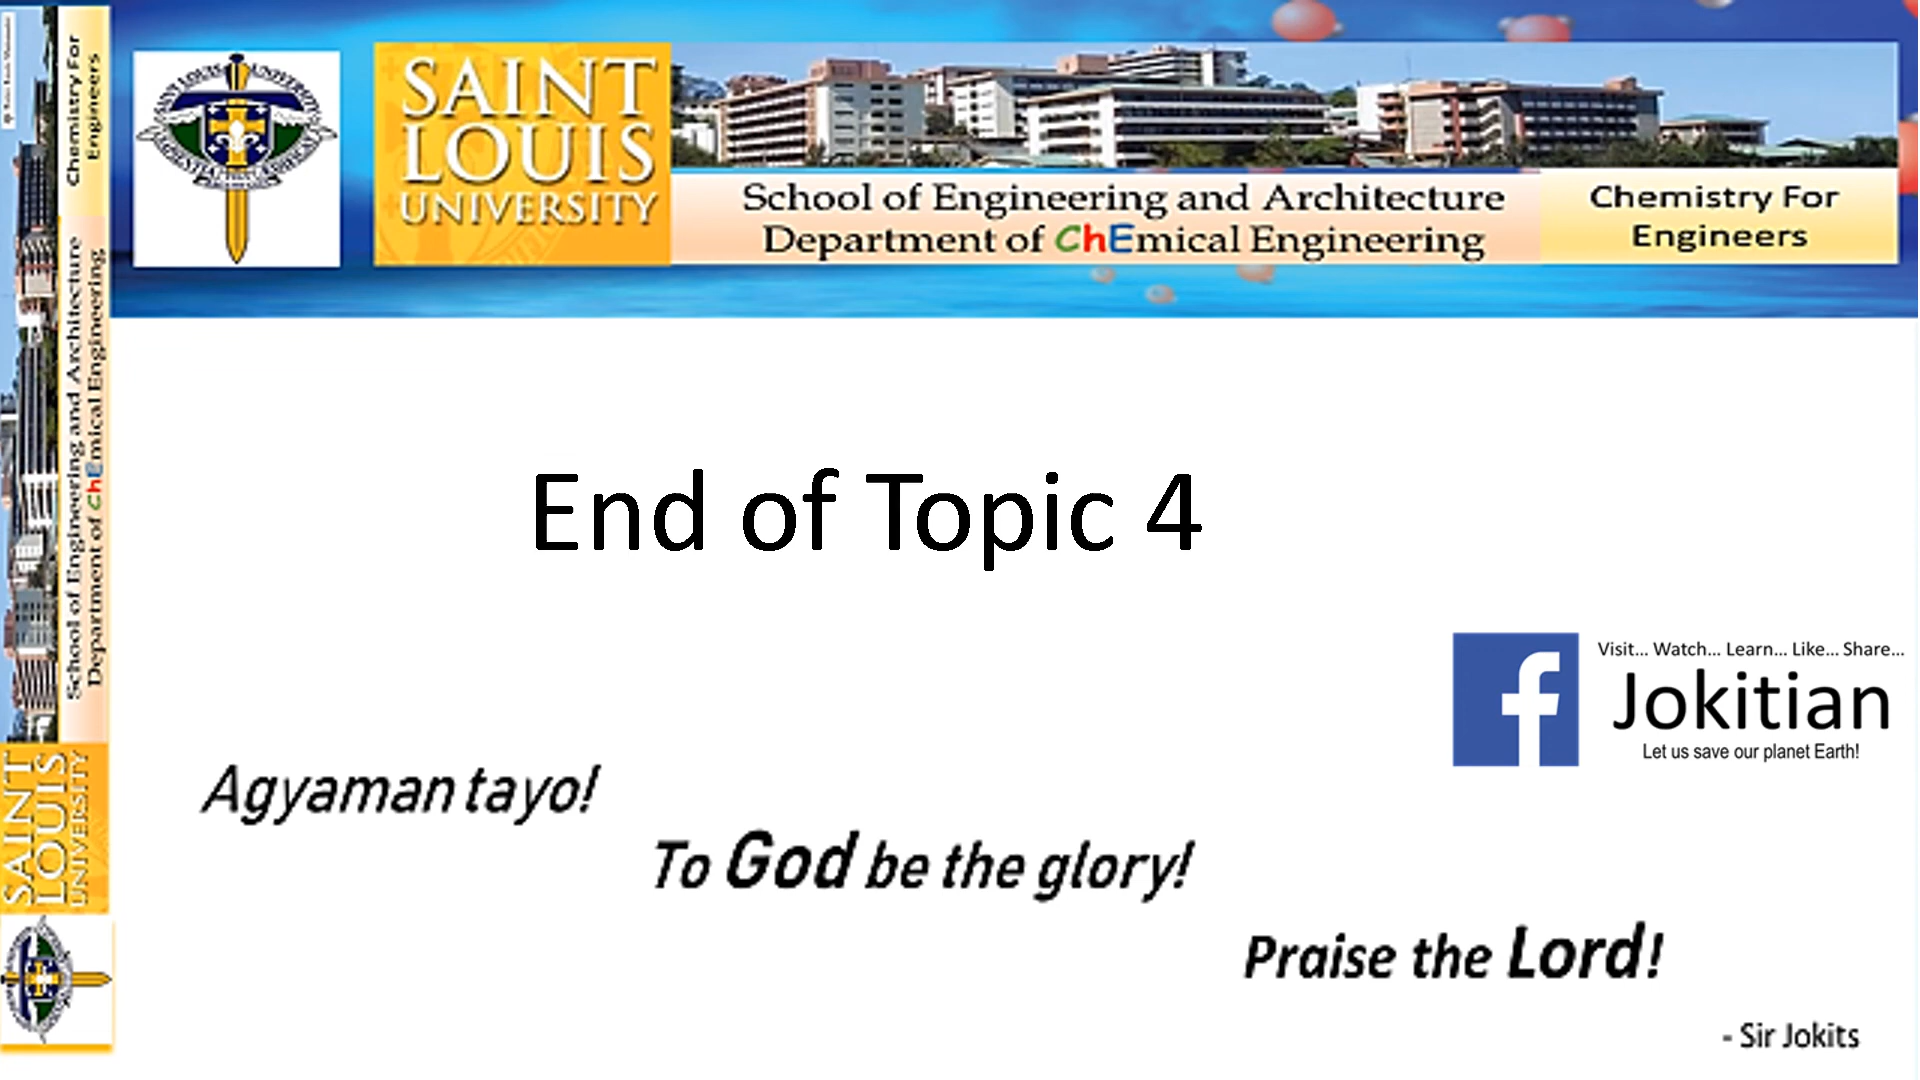 SAINT
LOUIS
UNIVERSITY
School of Engineering and Architecture
Department of ChEmical Engineering
Chemistry For
Engineers
SAINT LOUIS UNIVERSITY
End of Topic 4
Visit... Watch... Learn... Like... Share...
Jokitian
Let us save our planet Earth!
Agyaman tayo!
To God be the glory!
Praise the Lord!
- Sir Jokits
Chemistry For
Engineers
School of Engineering and Architecture
Department of ChEmical Engineering
SAINT
LOUIS
UNIVERSITY